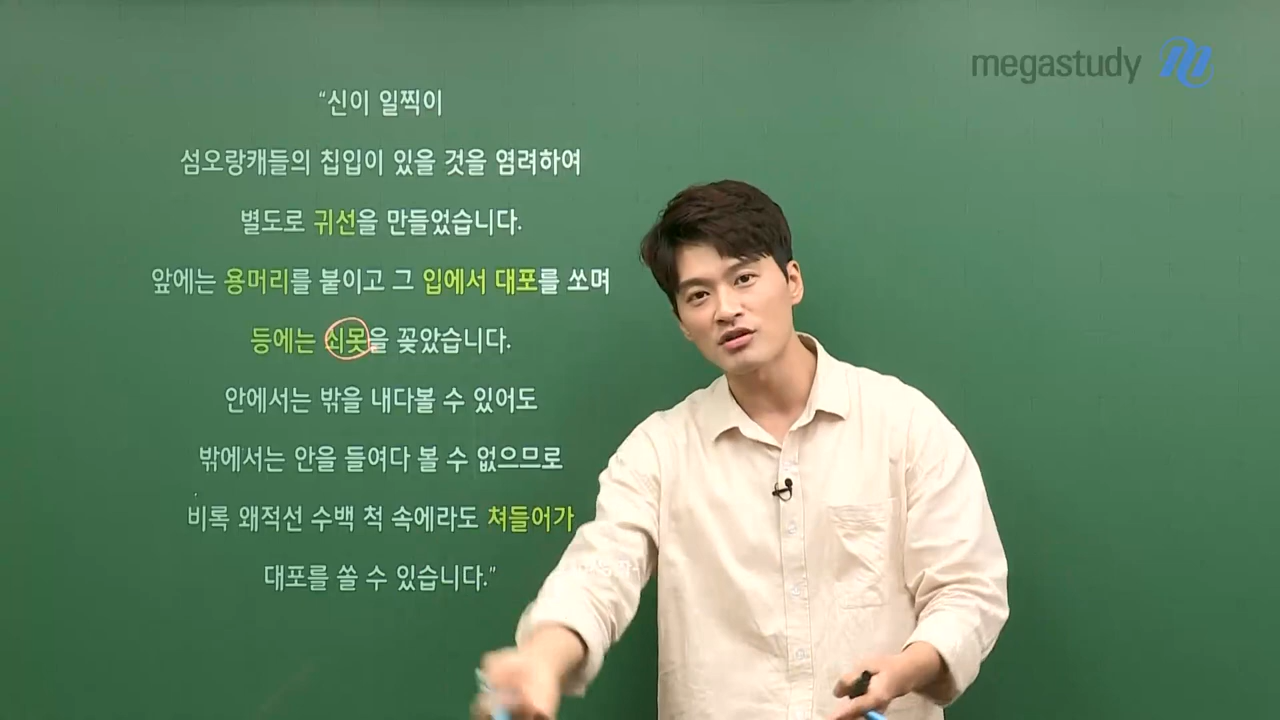 megastudy
“신이 일찍이
섬오랑캐들의 칩입이 있을 것을 염려하여
별도로 귀선을 만들었습니다.
앞에는 용머리를 붙이고 그 입에서 대포를 쏘며
등에는 쇠못을 꽂았습니다.
안에서는 밖을 내다볼 수 있어도
밖에서는 안을 들여다 볼 수 없으므로
비록 왜적선 수백 척 속에라도 쳐들어가
대포를 쏠 수 있습니다.”